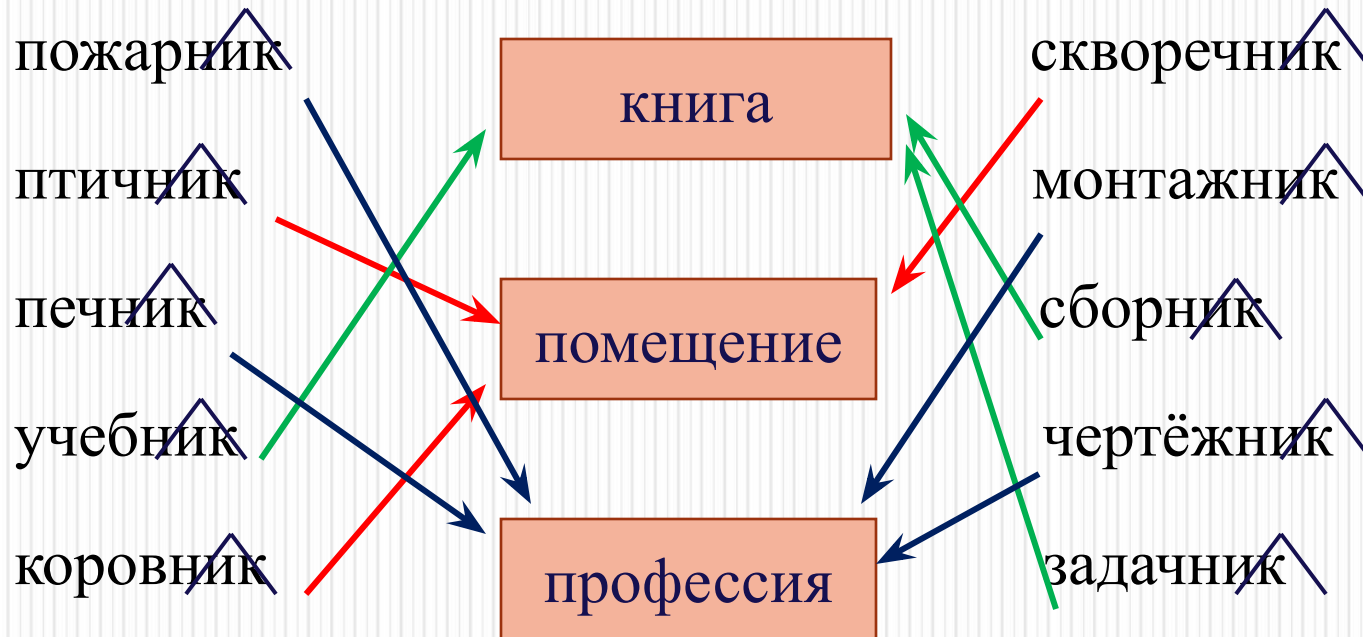 пожарник
птичник
печник
учебник
коровник
книга
помещение
профессия
скворечник
монтажник
сборник
чертёжник
задачник